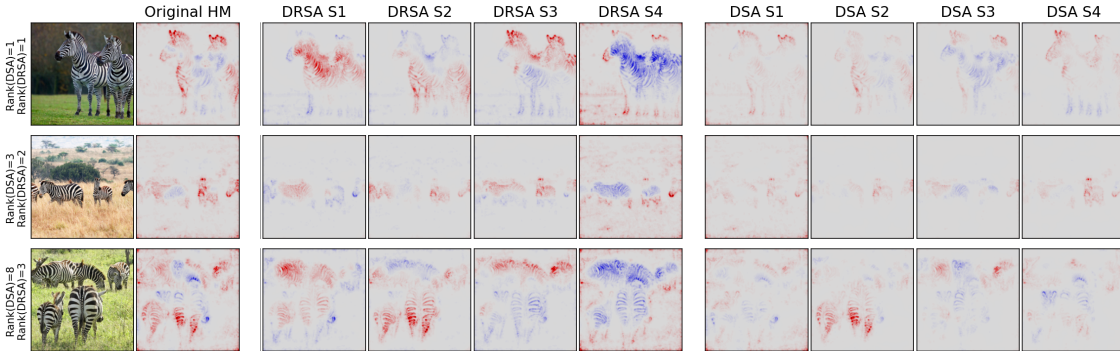 Original HM
DRSA S1
DRSA S2
DRSA S3
DRSA S4
DSA S1
DSA S2
DSA S3
DSA S4
Rank(DSA)=1
Rank(DRSA)=1
Rank(DSA)=3
Rank(DRSA)=2
Rank(DSA)=8
Rank(DRSA)=3